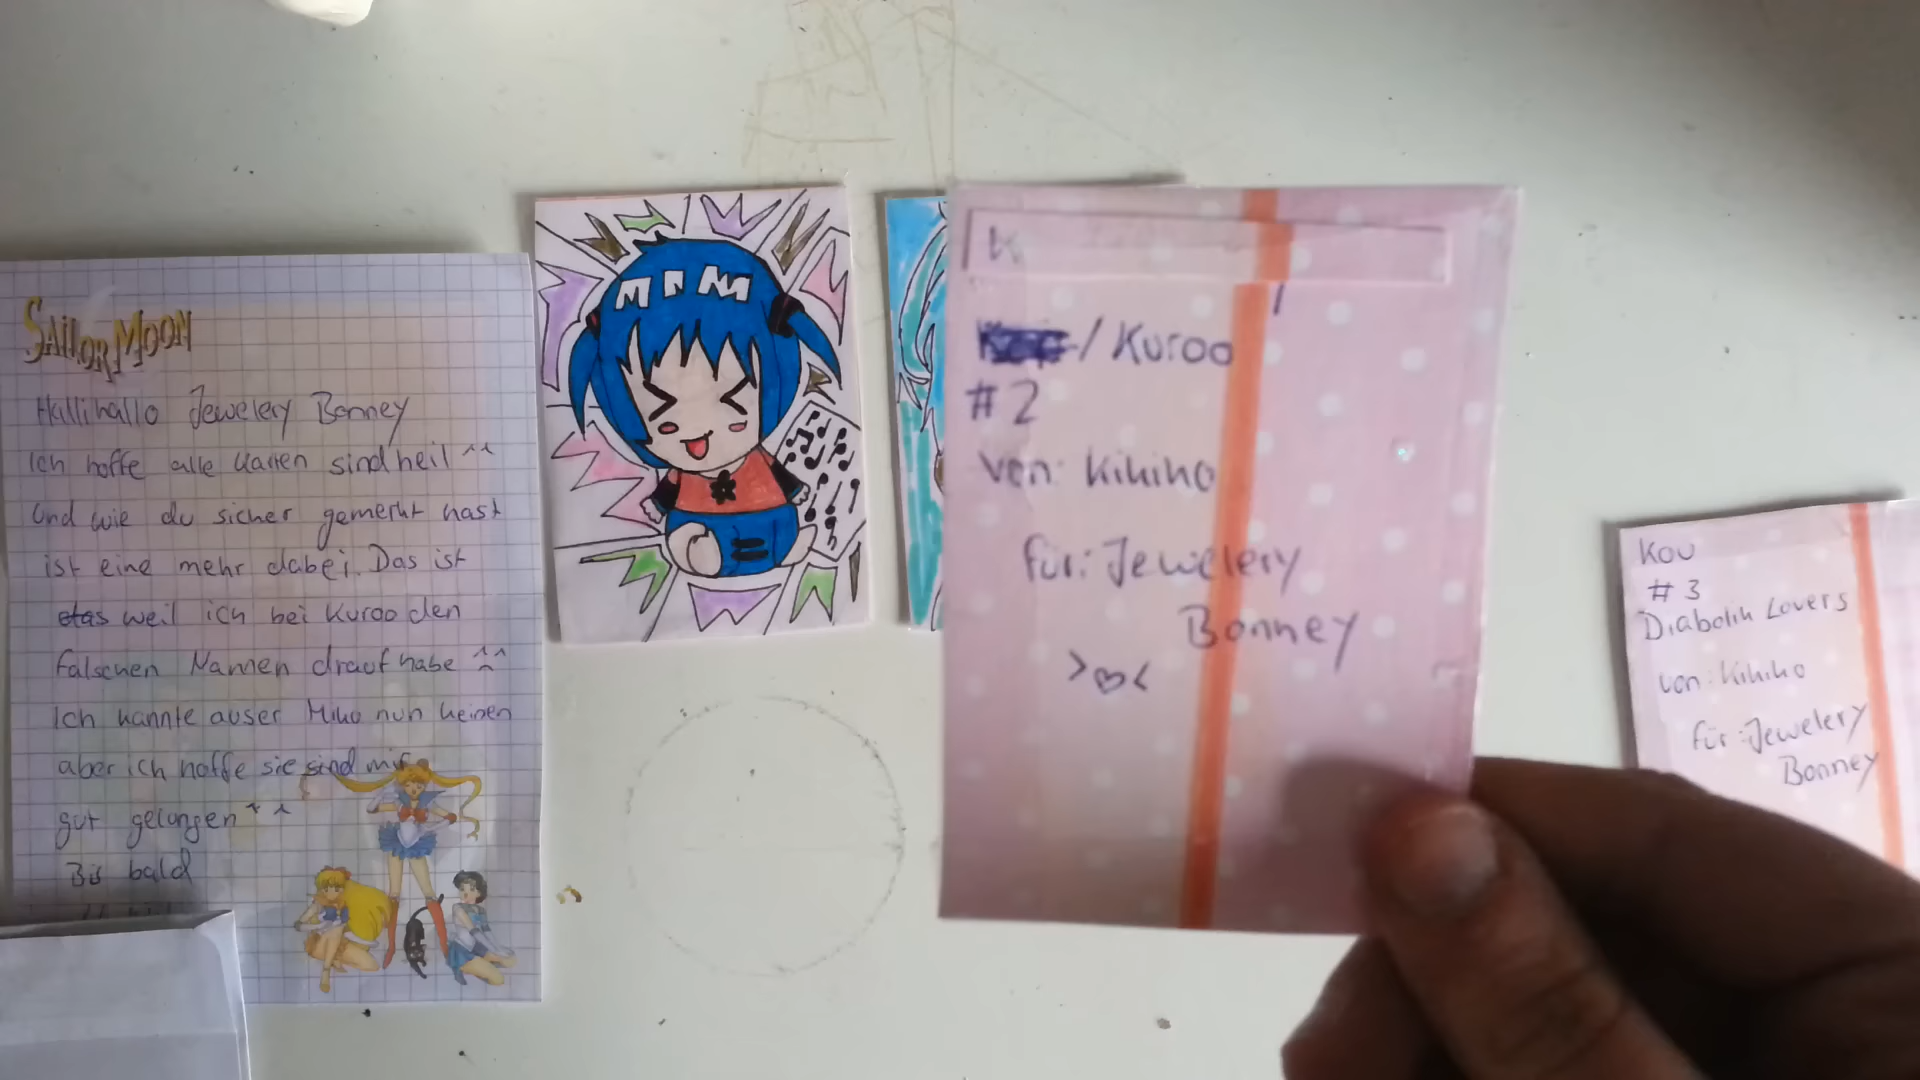 SAILOR MOON
Hallihallo Jewelery Bonney
Ich hoffe alle Karten sind heil ^^
Und wie du sicher gemerkt hast
ist eine mehr dabei. Das ist
etas weil ich bei Kuroo den
falschen Namen drauf habe ^^
Ich kannte auser Miku nun keinen
aber ich hoffe sie sind mir
gut gelungen ^^
Bis bald
K
/ Kuroo
#2
von: Kikiko
für: Jewelery
Bonney
>♡<
KOU
#3
Diabolik Lovers
von: Kikiko
für: Jewelery
Bonney